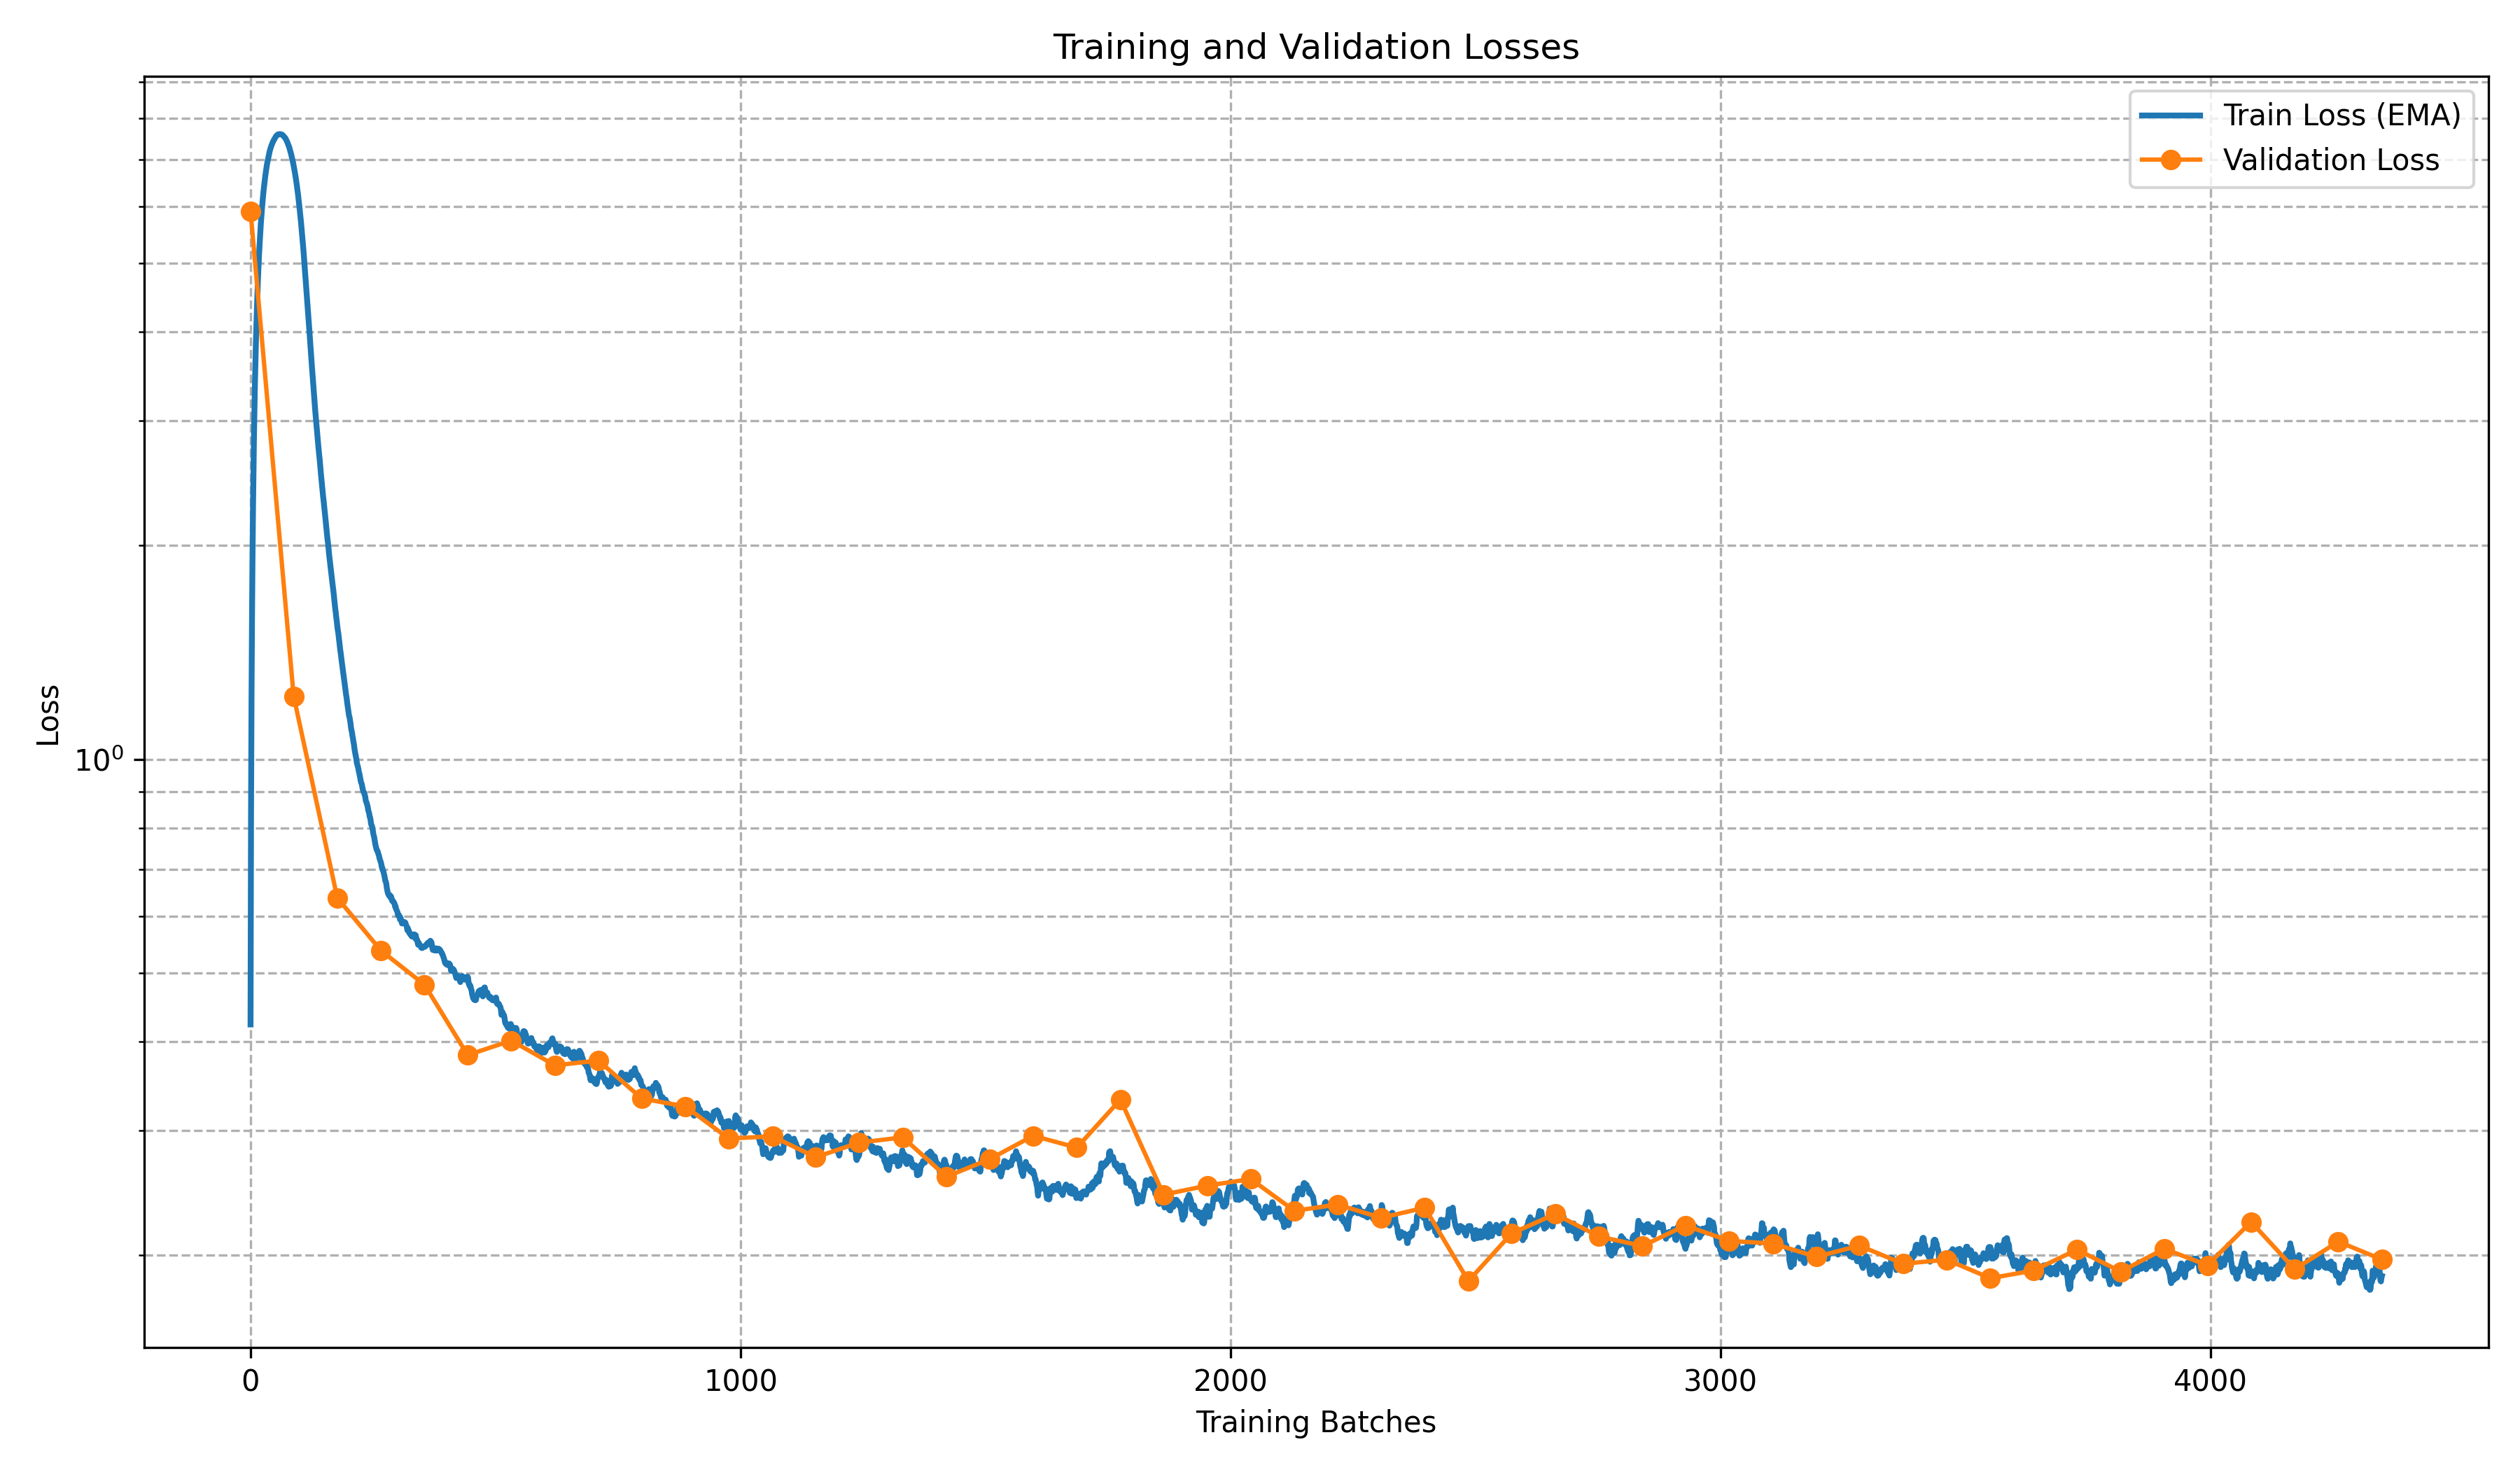 Training and Validation Losses
Train Loss (EMA)
Validation Loss
Loss
10⁰
0 1000 2000 3000 4000
Training Batches